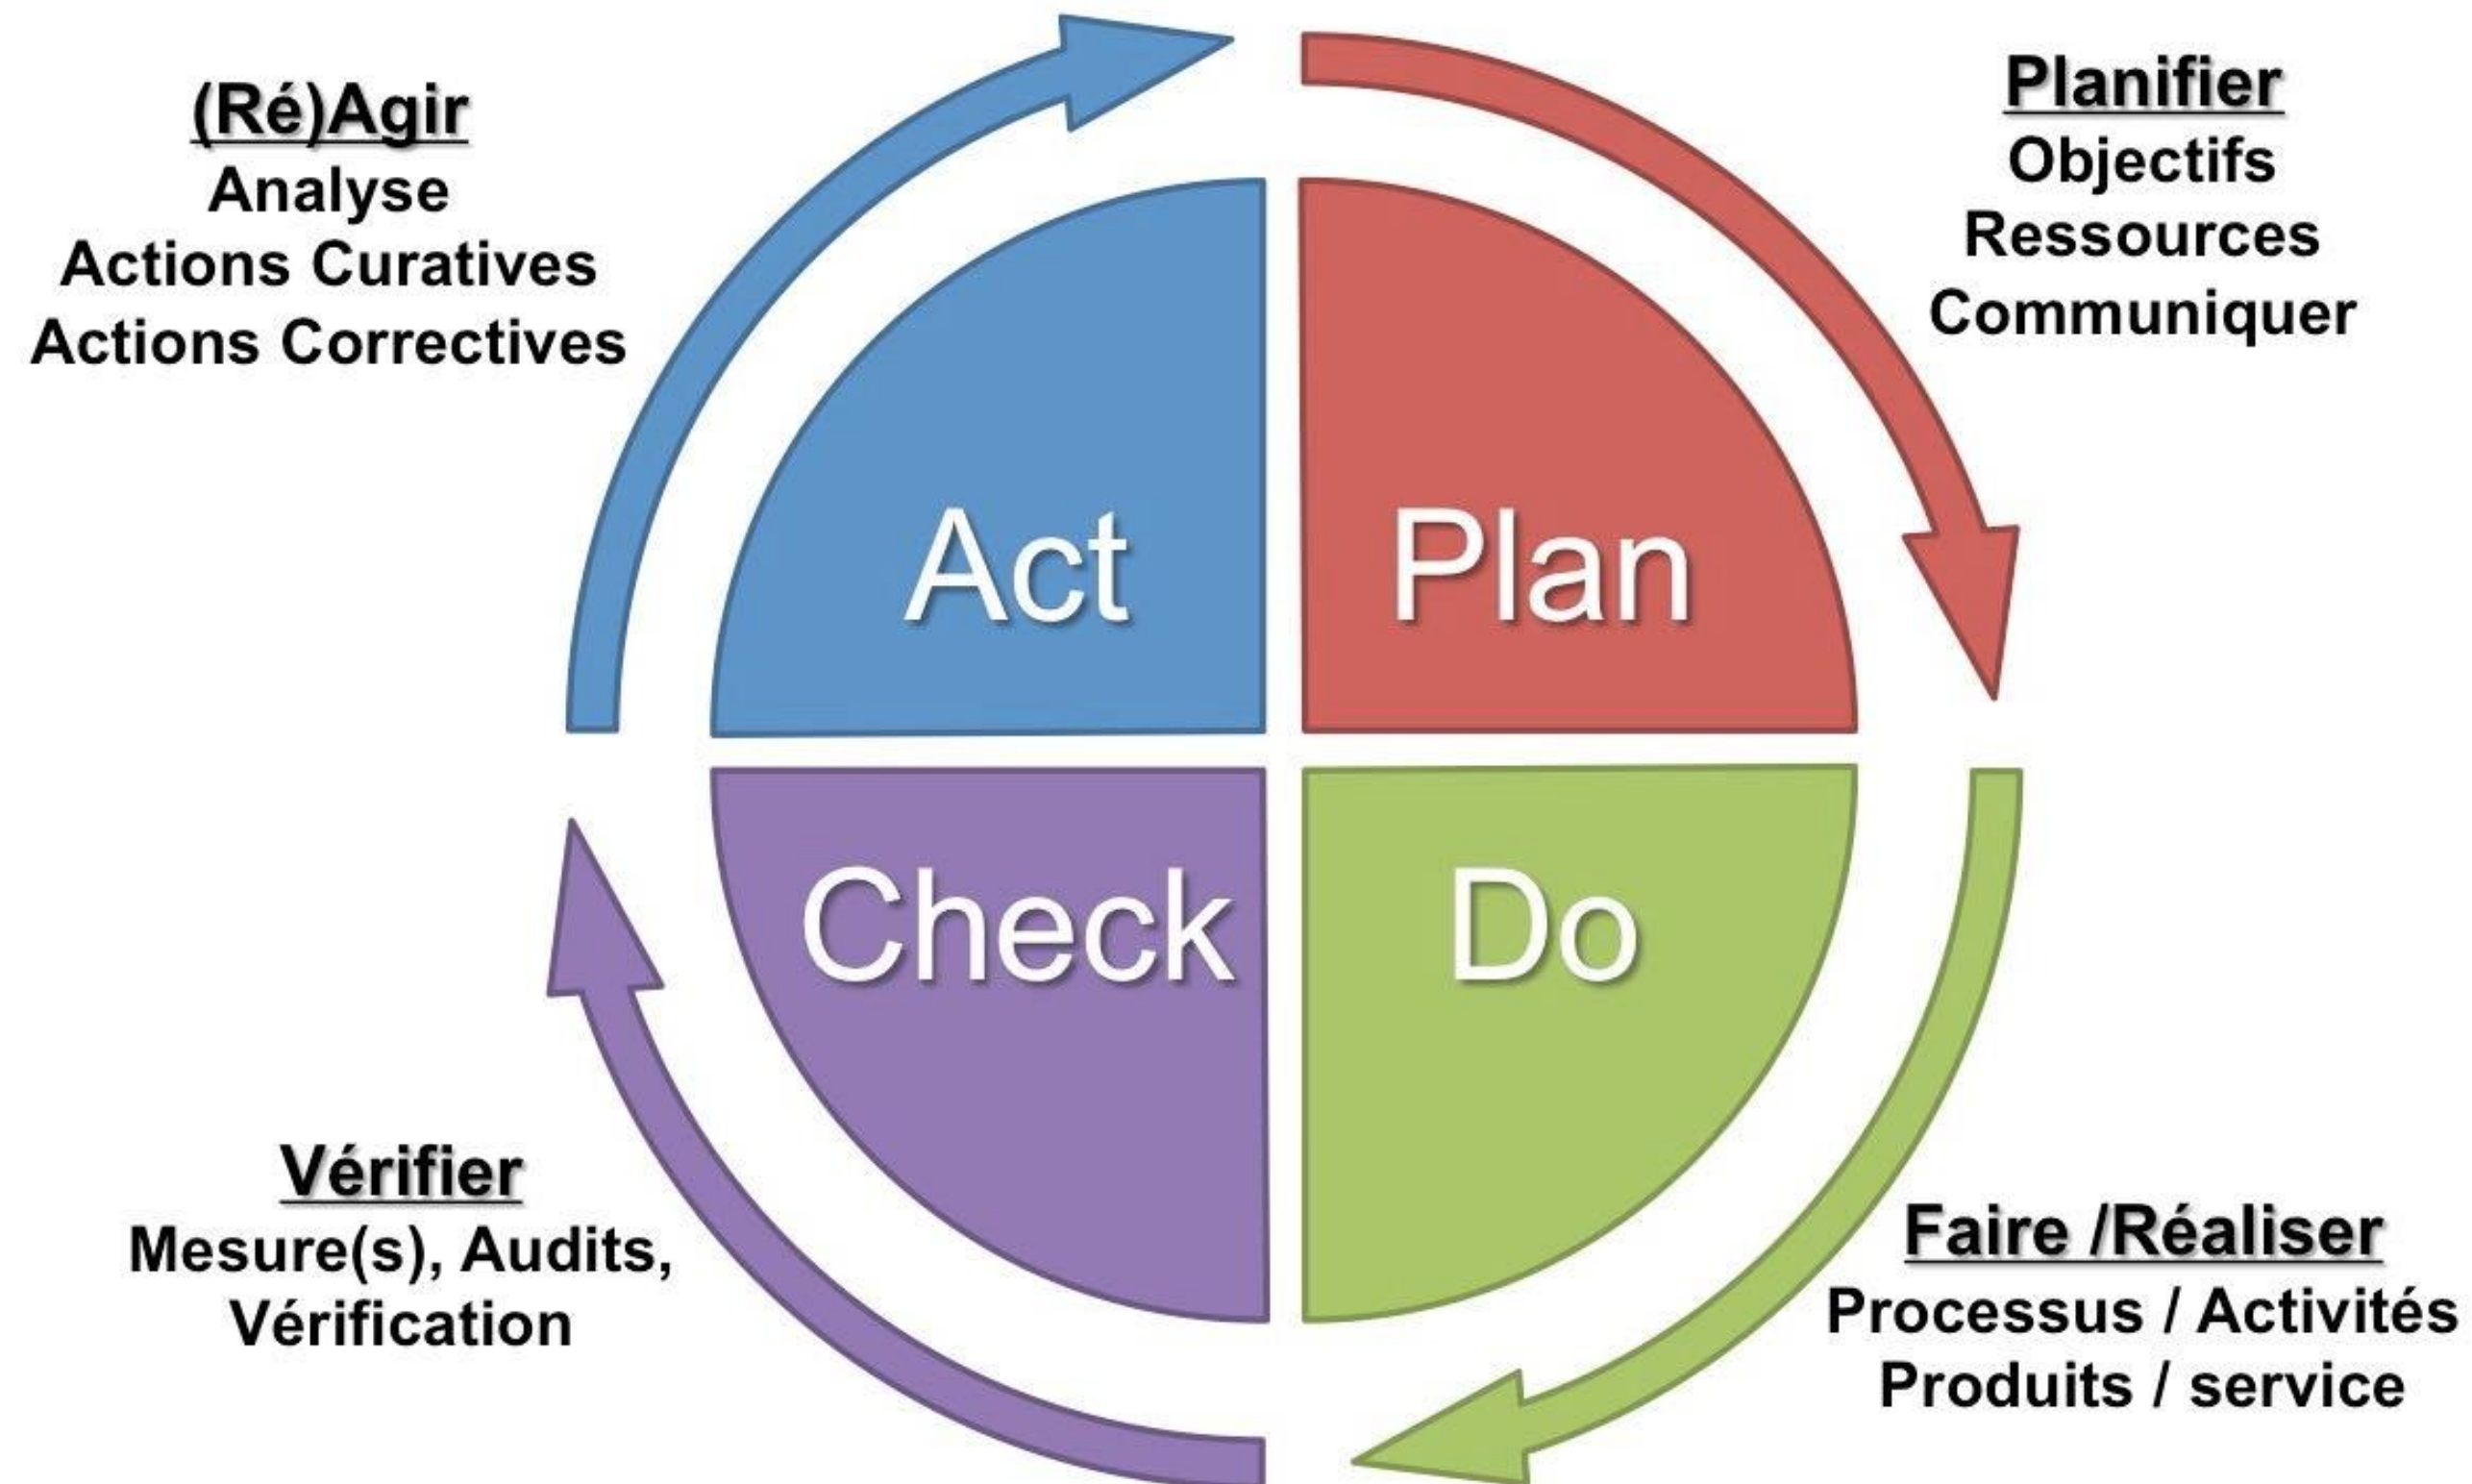 (Ré)Agir
Analyse
Actions Curatives
Actions Correctives
Planifier
Objectifs
Ressources
Communiquer
Act
Plan
Check
Do
Vérifier
Mesure(s), Audits,
Vérification
Faire /Réaliser
Processus / Activités
Produits / service